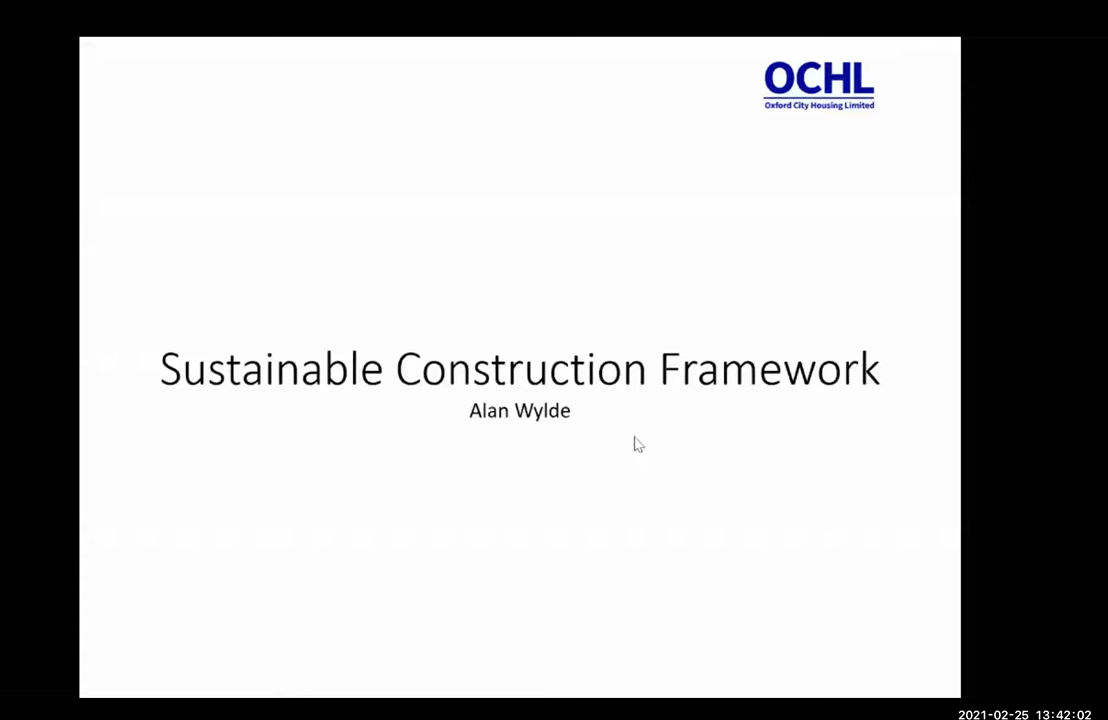 OCHL
Oxford City Housing Limited
Sustainable Construction Framework
Alan Wylde
2021-02-25 13:42:02